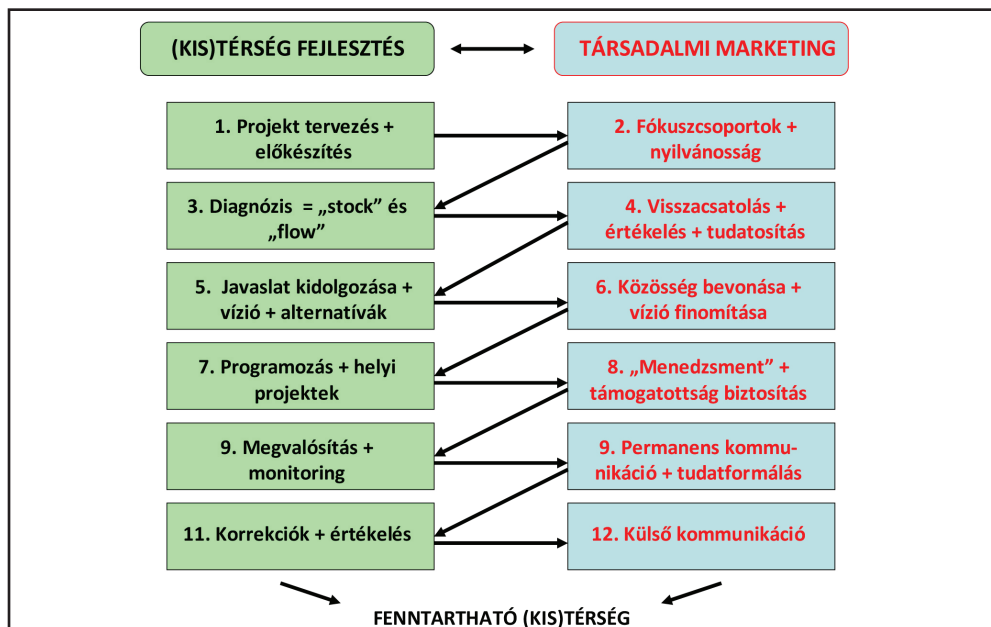 (KIS)TÉRSÉG FEJLESZTÉS
TÁRSADALMI MARKETING
1. Projekt tervezés +
előkészítés
2. Fókuszcsoportok +
nyilvánosság
3. Diagnózis = „stock” és
„flow”
4. Visszacsatolás +
értékelés + tudatosítás
5. Javaslat kidolgozása +
vízió + alternatívák
6. Közösség bevonása +
vízió finomítása
7. Programozás + helyi
projektek
8. „Menedzsment” +
támogatottság biztosítás
9. Megvalósítás +
monitoring
9. Permanens kommu-
nikáció + tudatformálás
11. Korrekciók + értékelés
12. Külső kommunikáció
FENNTARTHATÓ (KIS)TÉRSÉG